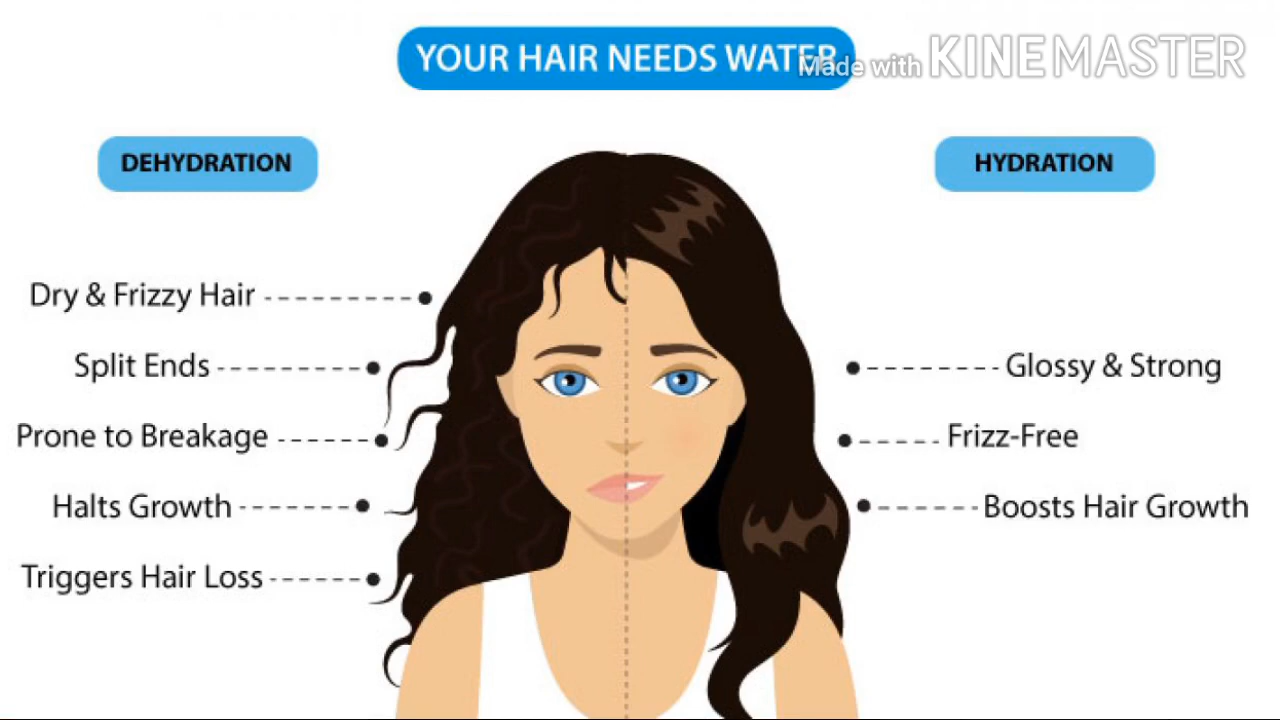 YOUR HAIR NEEDS WATER
Made with KINEMASTER
DEHYDRATION
HYDRATION
Dry & Frizzy Hair
Split Ends
Prone to Breakage
Halts Growth
Triggers Hair Loss
Glossy & Strong
Frizz-Free
Boosts Hair Growth